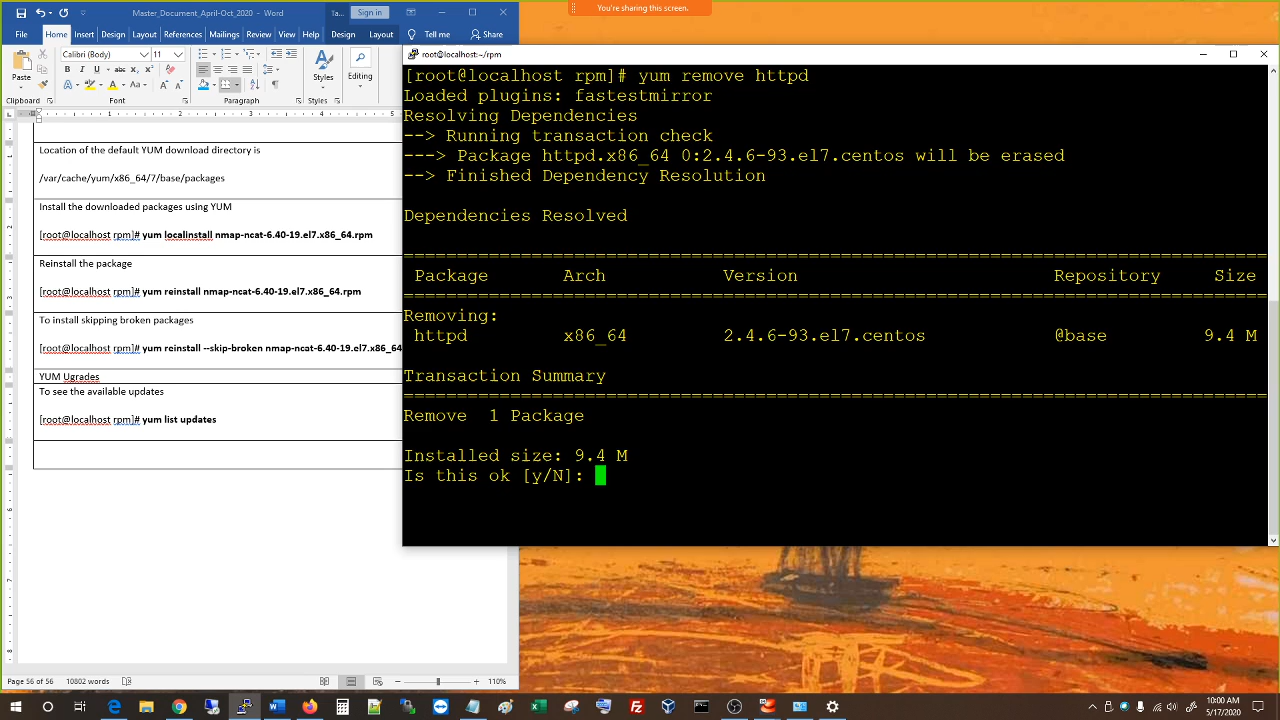 Master_Document_April-Oct_2020 - Word
Ta...
Sign in
You're sharing this screen.
File
Home
Insert
Design
Layout
References
Mailings
Review
View
Help
Design
Layout
Tell me
Share
Paste
Calibri (Body)
11
Styles
Editing
Clipboard
Font
Paragraph
Styles
Location of the default YUM download directory is
/var/cache/yum/x86_64/7/base/packages
Install the downloaded packages using YUM
[root@localhost rpm]# yum localinstall nmap-ncat-6.40-19.el7.x86_64.rpm
Reinstall the package
[root@localhost rpm]# yum reinstall nmap-ncat-6.40-19.el7.x86_64.rpm
To install skipping broken packages
[root@localhost rpm]# yum reinstall --skip-broken nmap-ncat-6.40-19.el7.x86_64
YUM Ugrades
To see the available updates
[root@localhost rpm]# yum list updates
Page 56 of 56
10802 words
110%
root@localhost:~/rpm
[root@localhost rpm]# yum remove httpd
Loaded plugins: fastestmirror
Resolving Dependencies
--> Running transaction check
---> Package httpd.x86_64 0:2.4.6-93.el7.centos will be erased
--> Finished Dependency Resolution
Dependencies Resolved
================================================================================
Package Arch Version Repository Size
================================================================================
Removing:
httpd x86_64 2.4.6-93.el7.centos @base 9.4 M
Transaction Summary
================================================================================
Remove 1 Package
Installed size: 9.4 M
Is this ok [y/N]:
10:00 AM
5/17/2020